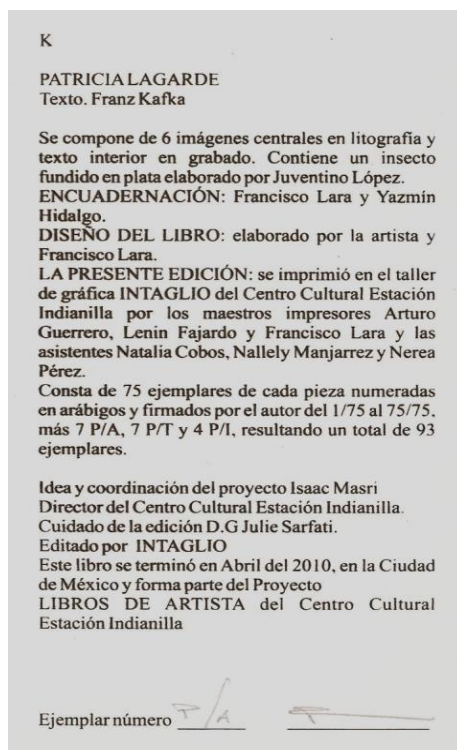 K
PATRICIA LAGARDE
Texto. Franz Kafka
Se compone de 6 imágenes centrales en litografía y
texto interior en grabado. Contiene un insecto
fundido en plata elaborado por Juventino López.
ENCUADERNACIÓN: Francisco Lara y Yazmín
Hidalgo.
DISEÑO DEL LIBRO: elaborado por la artista y
Francisco Lara.
LA PRESENTE EDICIÓN: se imprimió en el taller
de gráfica INTAGLIO del Centro Cultural Estación
Indianilla por los maestros impresores Arturo
Guerrero, Lenin Fajardo y Francisco Lara y las
asistentes Natalia Cobos, Nallely Manjarrez y Nerea
Pérez.
Consta de 75 ejemplares de cada pieza numeradas
en arábigos y firmados por el autor del 1/75 al 75/75,
más 7 P/A, 7 P/T y 4 P/I, resultando un total de 93
ejemplares.
Idea y coordinación del proyecto Isaac Masri
Director del Centro Cultural Estación Indianilla.
Cuidado de la edición D.G Julie Sarfati.
Editado por INTAGLIO
Este libro se terminó en Abril del 2010, en la Ciudad
de México y forma parte del Proyecto
LIBROS DE ARTISTA del Centro Cultural
Estación Indianilla
Ejemplar número P/A